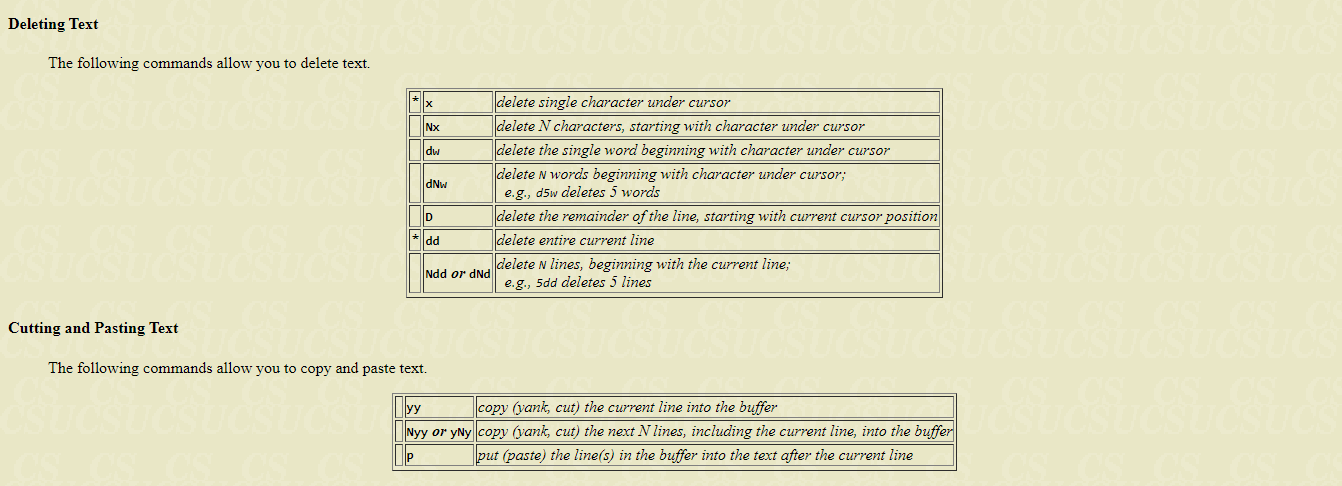 Deleting Text
The following commands allow you to delete text.
* x delete single character under cursor
Nx delete N characters, starting with character under cursor
dw delete the single word beginning with character under cursor
dNw delete N words beginning with character under cursor;
e.g., d5w deletes 5 words
D delete the remainder of the line, starting with current cursor position
* dd delete entire current line
Ndd or dNd delete N lines, beginning with the current line;
e.g., 5dd deletes 5 lines
Cutting and Pasting Text
The following commands allow you to copy and paste text.
yy copy (yank, cut) the current line into the buffer
Nyy or yNy copy (yank, cut) the next N lines, including the current line, into the buffer
p put (paste) the line(s) in the buffer into the text after the current line